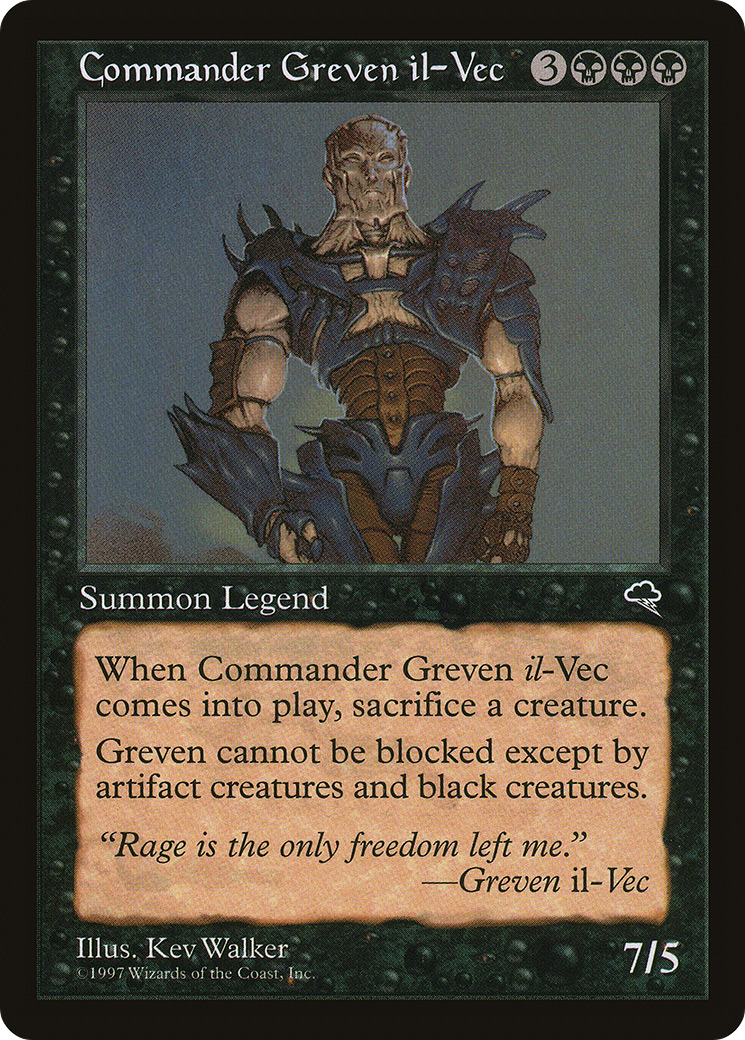 Commander Greven il-Vec 3
Summon Legend
When Commander Greven il-Vec
comes into play, sacrifice a creature.
Greven cannot be blocked except by
artifact creatures and black creatures.
“Rage is the only freedom left me.”
—Greven il-Vec
Illus. Kev Walker
©1997 Wizards of the Coast, Inc.
7/5